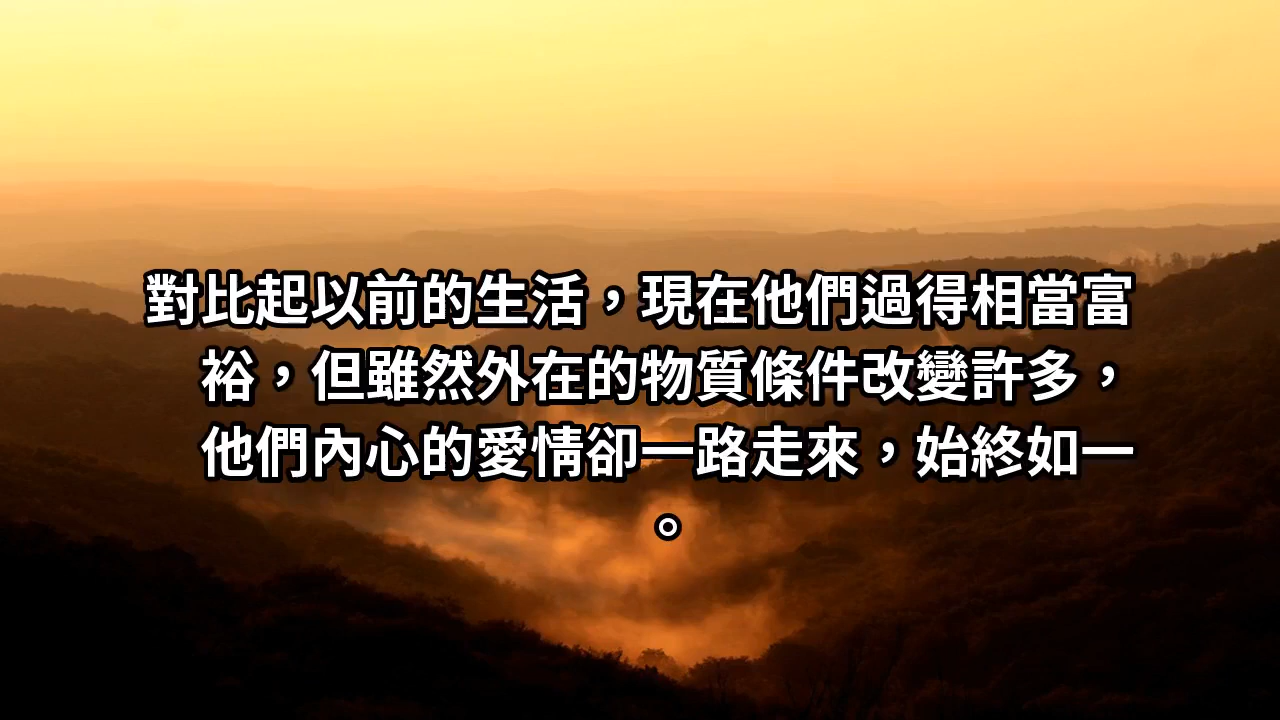 對比起以前的生活，現在他們過得相當富
裕，但雖然外在的物質條件改變許多，
他們內心的愛情卻一路走來，始終如一
。